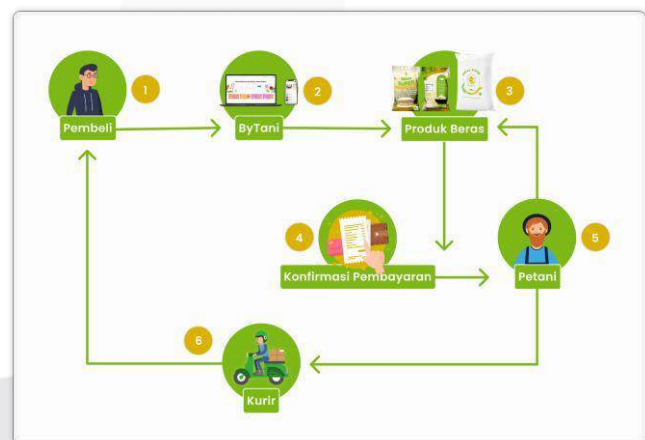 1
2
3
Pembeli
ByTani
Produk Beras
4
5
Konfirmasi Pembayaran
Petani
6
Kurir